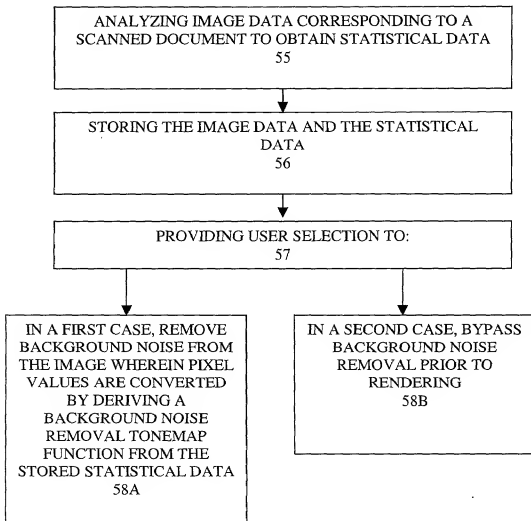 ANALYZING IMAGE DATA CORRESPONDING TO A
SCANNED DOCUMENT TO OBTAIN STATISTICAL DATA
55
STORING THE IMAGE DATA AND THE STATISTICAL
DATA
56
PROVIDING USER SELECTION TO:
57
IN A FIRST CASE, REMOVE
BACKGROUND NOISE FROM
THE IMAGE WHEREIN PIXEL
VALUES ARE CONVERTED
BY DERIVING A
BACKGROUND NOISE
REMOVAL TONEMAP
FUNCTION FROM THE
STORED STATISTICAL DATA
58A
IN A SECOND CASE, BYPASS
BACKGROUND NOISE
REMOVAL PRIOR TO
RENDERING
58B